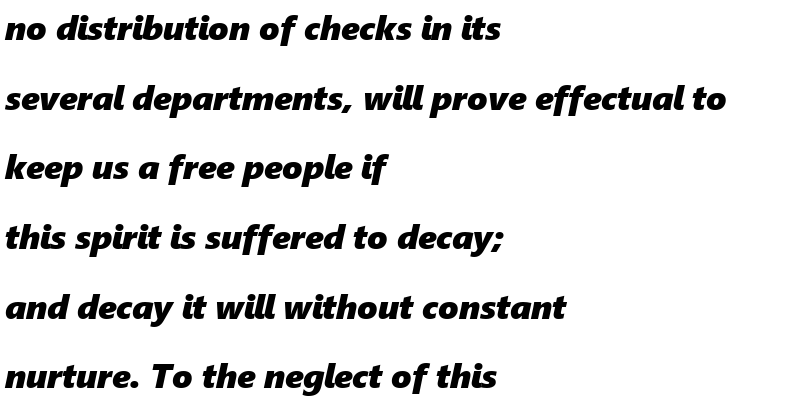 no distribution of checks in its
several departments, will prove effectual to
keep us a free people if
this spirit is suffered to decay;
and decay it will without constant
nurture. To the neglect of this